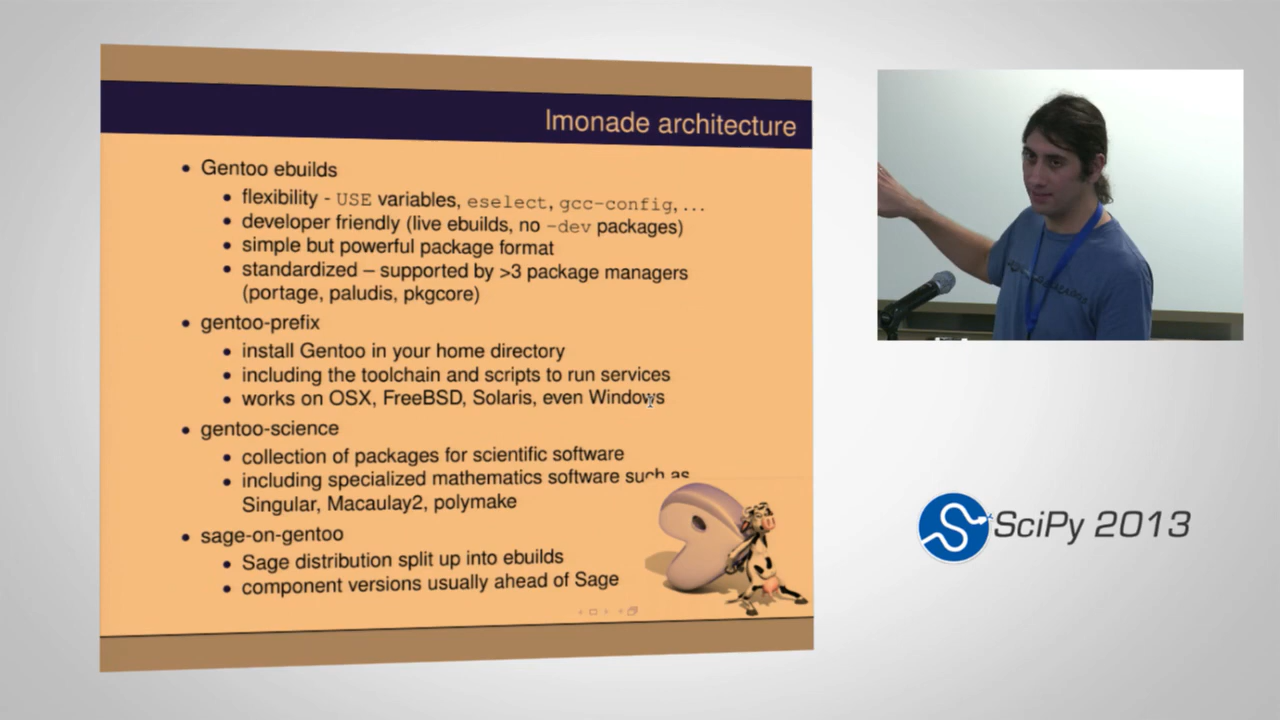 lmonade architecture
• Gentoo ebuilds
• flexibility - USE variables, eselect, gcc-config, ...
• developer friendly (live ebuilds, no -dev packages)
• simple but powerful package format
• standardized – supported by >3 package managers
(portage, paludis, pkgcore)
• gentoo-prefix
• install Gentoo in your home directory
• including the toolchain and scripts to run services
• works on OSX, FreeBSD, Solaris, even Windows
• gentoo-science
• collection of packages for scientific software
• including specialized mathematics software such as
Singular, Macaulay2, polymake
• sage-on-gentoo
• Sage distribution split up into ebuilds
• component versions usually ahead of Sage
SciPy 2013